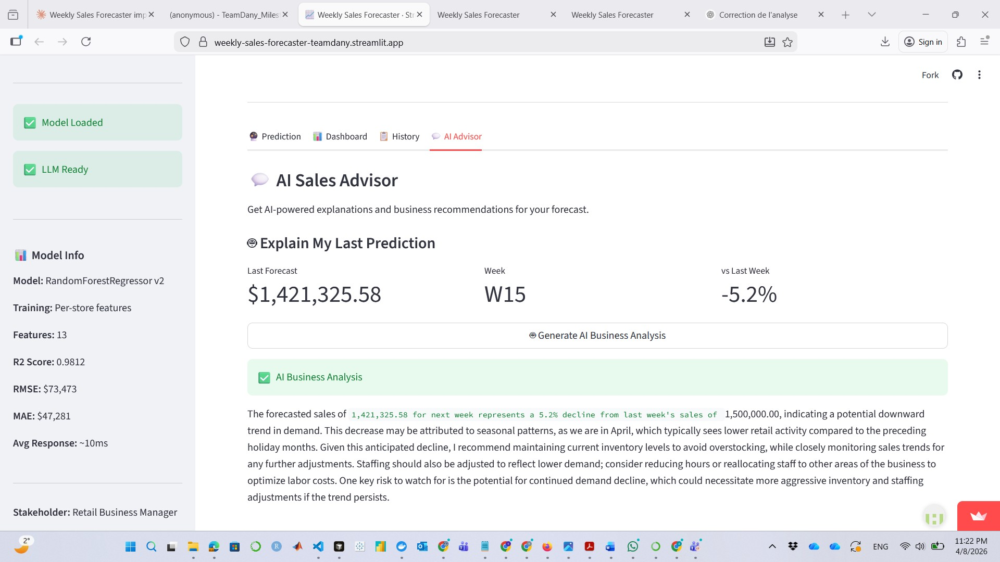 Weekly Sales Forecaster imp
(anonymous) - TeamDany_Miles
Weekly Sales Forecaster · Str
Weekly Sales Forecaster
Weekly Sales Forecaster
Correction de l'analyse
weekly-sales-forecaster-teamdany.streamlit.app
Sign in
Fork
Model Loaded
LLM Ready
Model Info
Model: RandomForestRegressor v2
Training: Per-store features
Features: 13
R2 Score: 0.9812
RMSE: $73,473
MAE: $47,281
Avg Response: ~10ms
Stakeholder: Retail Business Manager
Prediction
Dashboard
History
AI Advisor
AI Sales Advisor
Get AI-powered explanations and business recommendations for your forecast.
Explain My Last Prediction
Last Forecast
$1,421,325.58
Week
W15
vs Last Week
-5.2%
Generate AI Business Analysis
AI Business Analysis
The forecasted sales of 1,421,325.58 for next week represents a 5.2% decline from last week's sales of 1,500,000.00, indicating a potential downward
trend in demand. This decrease may be attributed to seasonal patterns, as we are in April, which typically sees lower retail activity compared to the preceding
holiday months. Given this anticipated decline, I recommend maintaining current inventory levels to avoid overstocking, while closely monitoring sales trends for
any further adjustments. Staffing should also be adjusted to reflect lower demand; consider reducing hours or reallocating staff to other areas of the business to
optimize labor costs. One key risk to watch for is the potential for continued demand decline, which could necessitate more aggressive inventory and staffing
adjustments if the trend persists.
2°
ENG
11:22 PM
4/8/2026